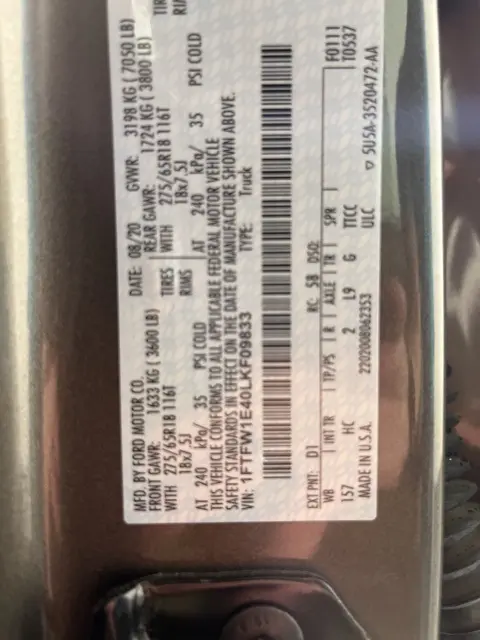 MFD. BY FORD MOTOR CO.
DATE: 08/20 GVWR: 3198 KG ( 7050 LB)
FRONT GAWR: 1633 KG (3600 LB)
REAR GAWR: 1724 KG ( 3800 LB)
WITH 275/65R18 116T TIRES WITH 275/65R18 116T
18x7.5J RIMS 18x7.5J
AT 240 kPa/ 35 PSI COLD AT 240 kPa/ 35 PSI COLD
THIS VEHICLE CONFORMS TO ALL APPLICABLE FEDERAL MOTOR VEHICLE
SAFETY STANDARDS IN EFFECT ON THE DATE OF MANUFACTURE SHOWN ABOVE.
VIN: 1FTFW1E40LKF09833 TYPE: Truck
F0111
T0537
EXT PNT: D1 RC: 58 DSO:
WB | INT TR | TP/PS | R | AXLE | TR | SPR |
157 HC 2 L9 G TTCC
ULC
MADE IN U.S.A. 2202008062353 5U5A-3520472-AA